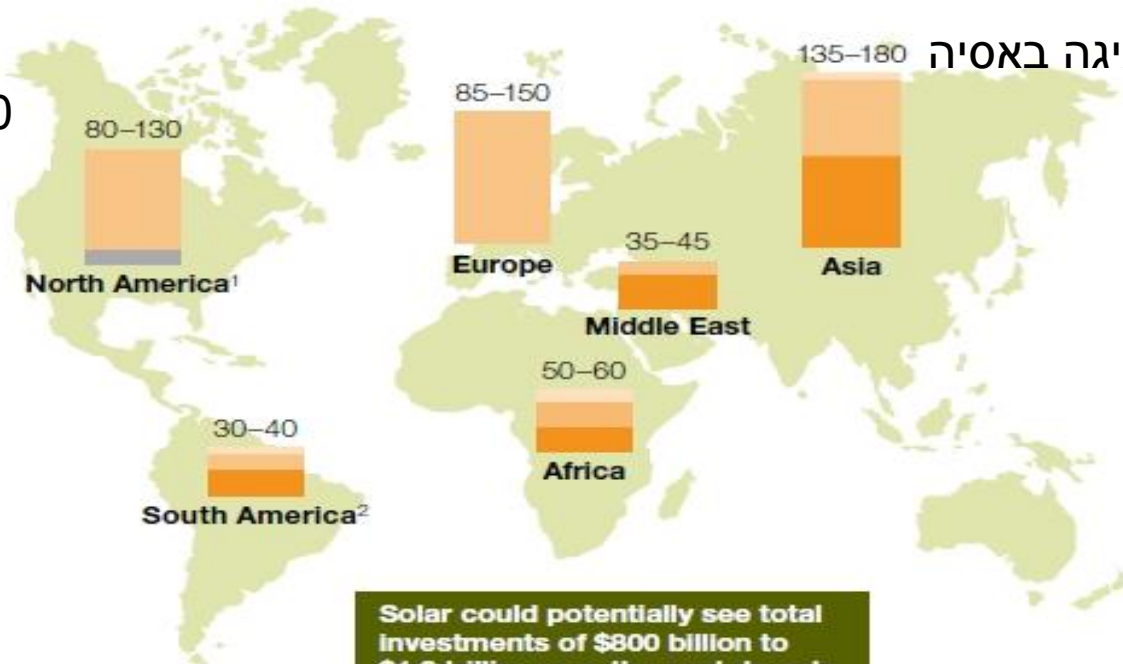 135–180 יגה באסיה
85–150
80–130
35–45
Europe
Asia
North America¹
Middle East
50–60
30–40
Africa
South America²
Solar could potentially see total
investments of $800 billion to